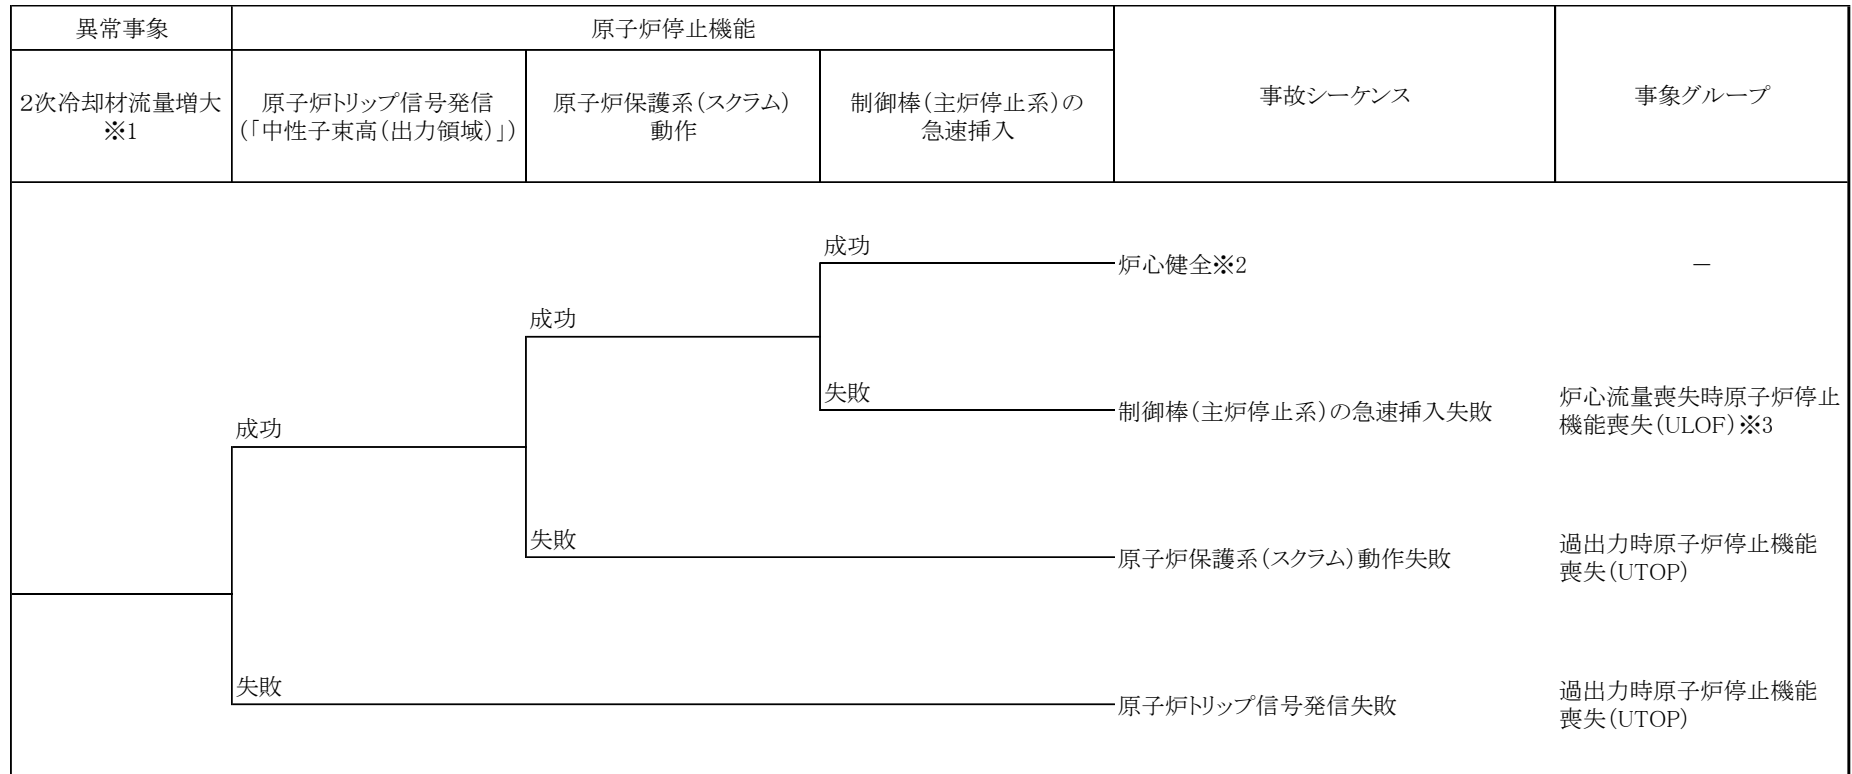 異常事象
原子炉停止機能
2次冷却材流量増大
※1
原子炉トリップ信号発信
(「中性子束高(出力領域)」)
原子炉保護系(スクラム)
動作
制御棒(主炉停止系)の
急速挿入
事故シーケンス
事象グループ
成功
炉心健全※2
－
成功
失敗
制御棒(主炉停止系)の急速挿入失敗
炉心流量喪失時原子炉停止
機能喪失(ULOF)※3
成功
失敗
原子炉保護系(スクラム)動作失敗
過出力時原子炉停止機能
喪失(UTOP)
失敗
原子炉トリップ信号発信失敗
過出力時原子炉停止機能
喪失(UTOP)